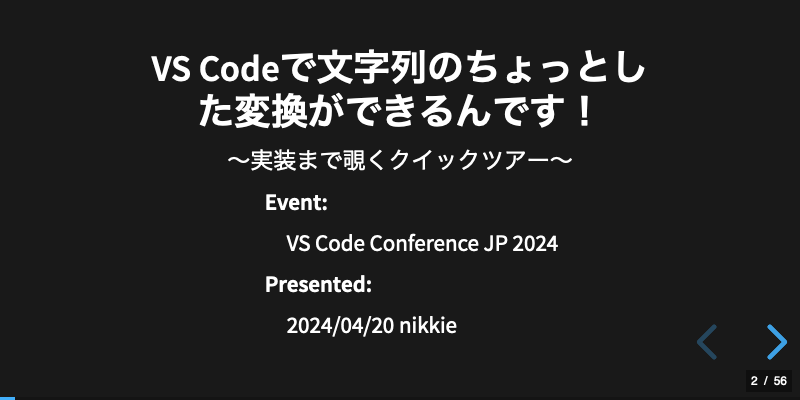 VS Codeで文字列のちょっとし
た変換ができるんです！
〜実装まで覗くクイックツアー〜
Event:
VS Code Conference JP 2024
Presented:
2024/04/20 nikkie
2 / 56